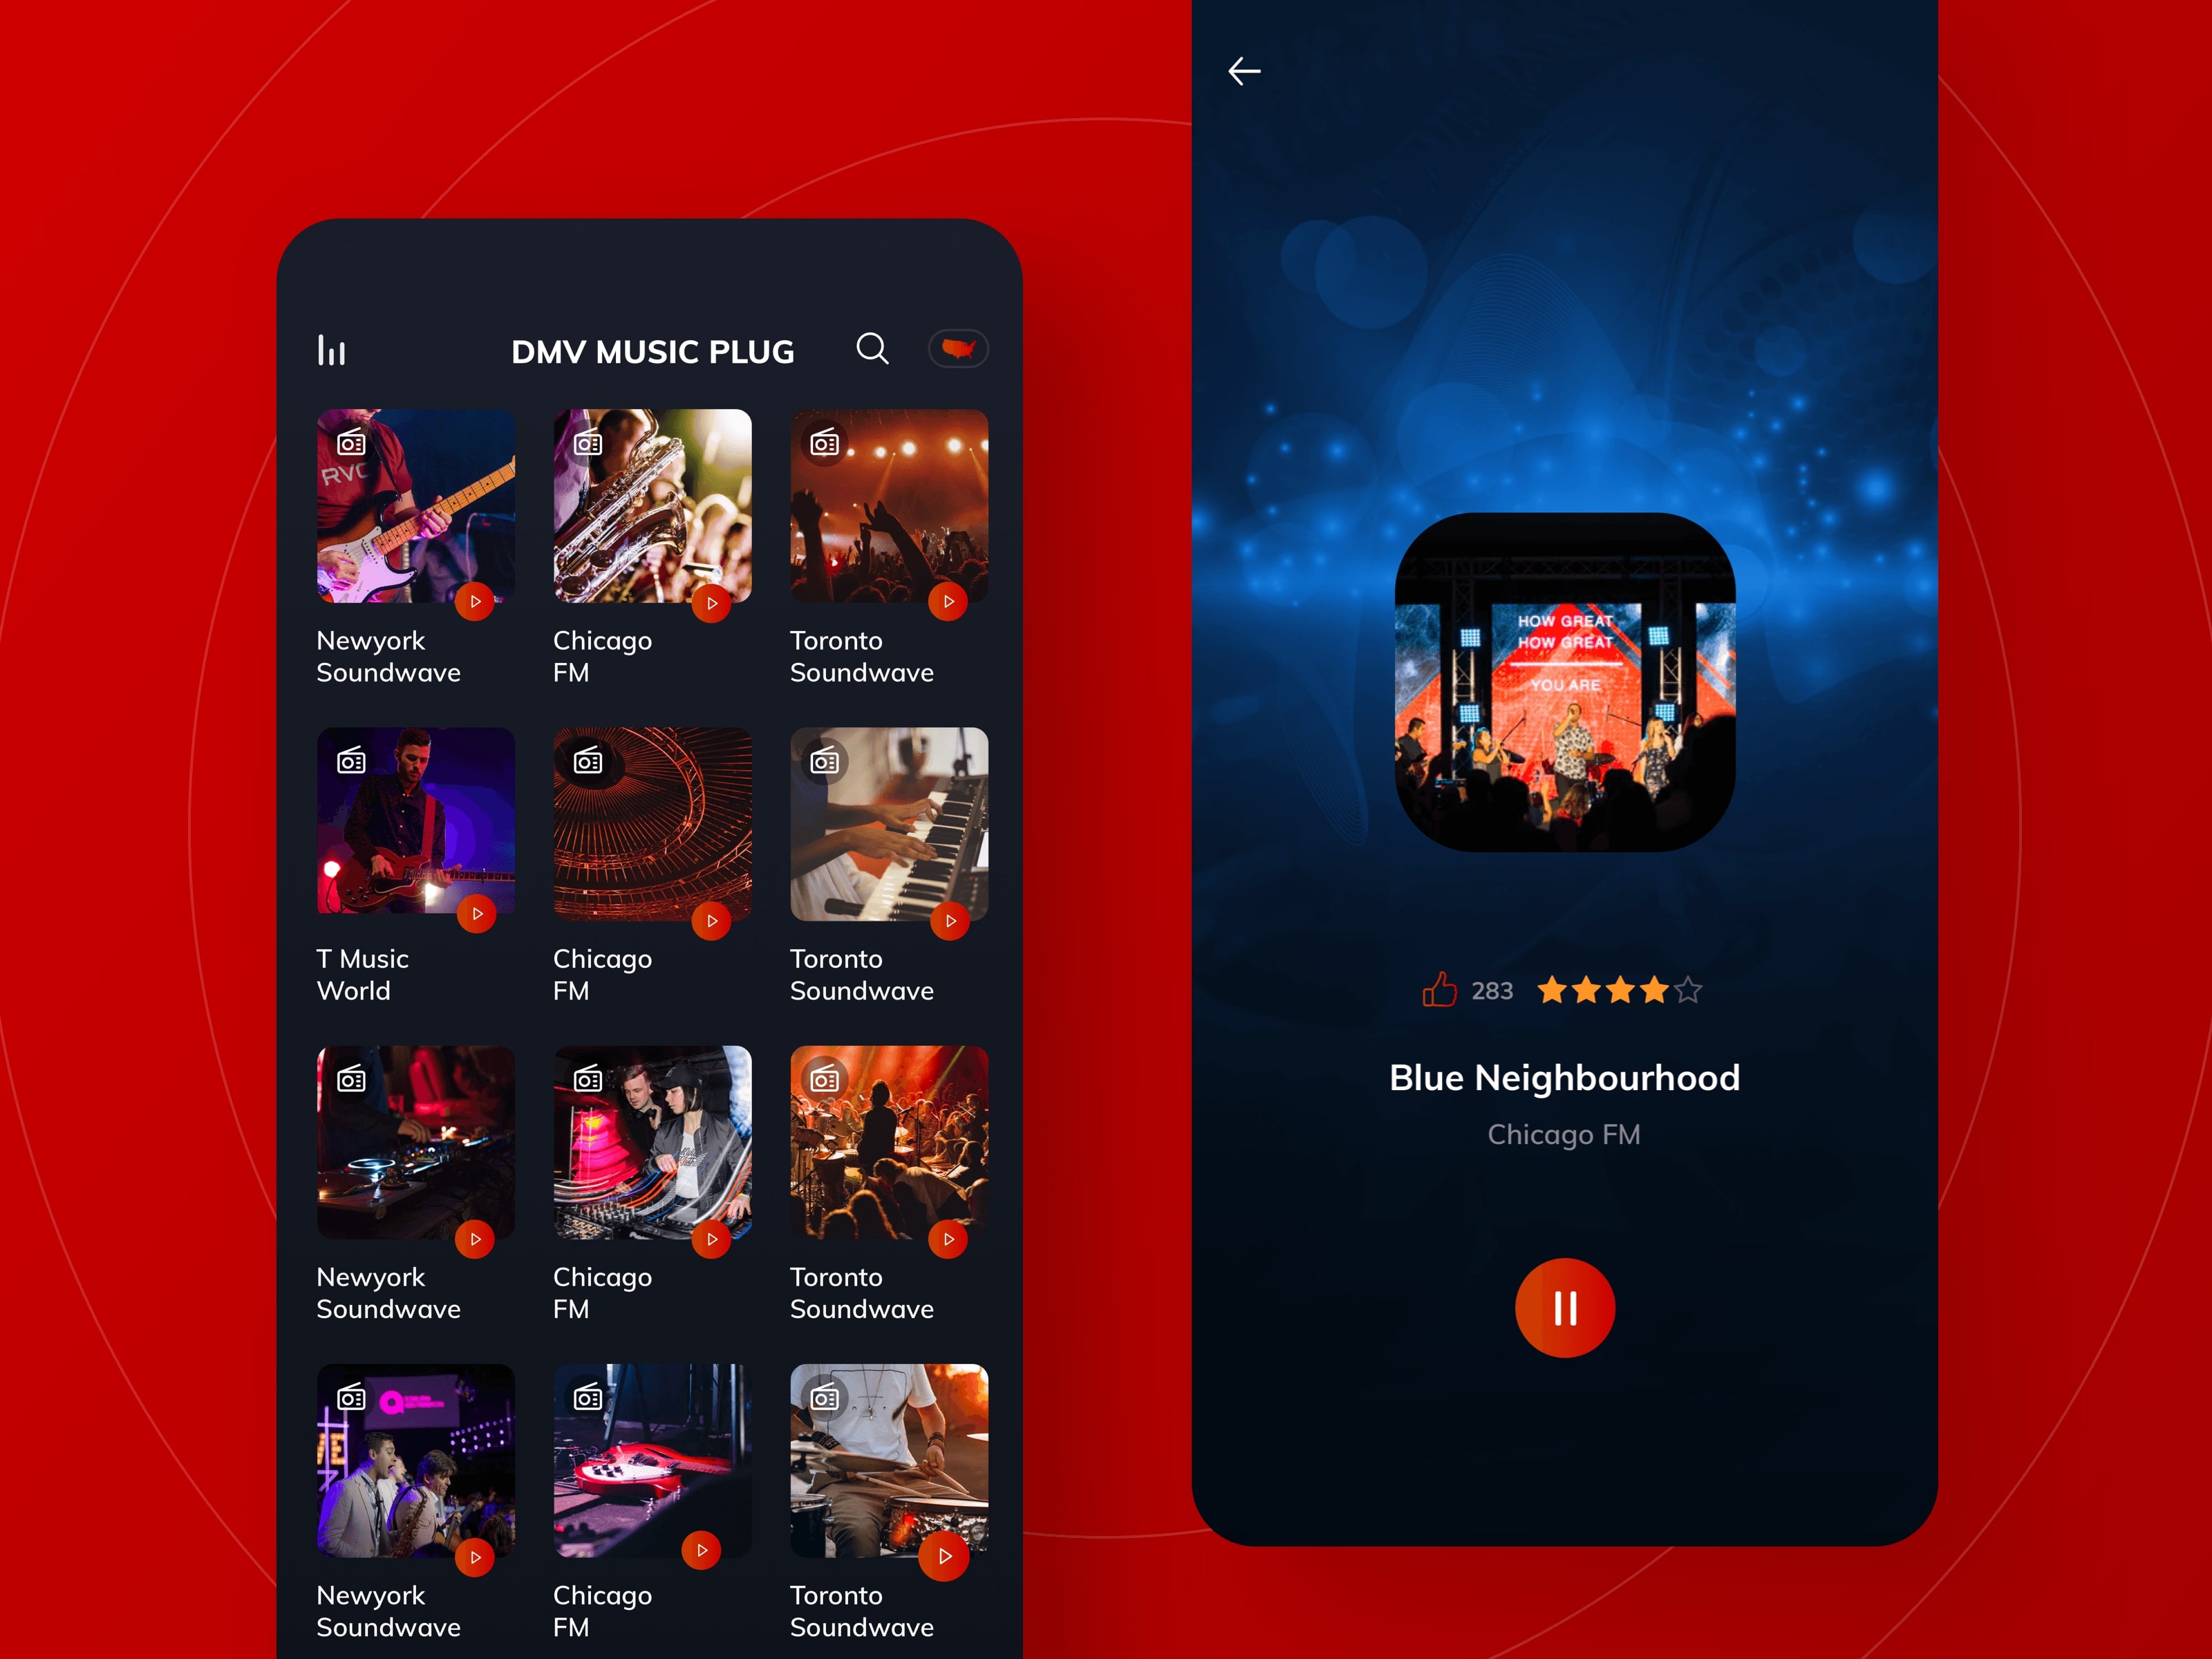 DMV MUSIC PLUG
RVC
Newyork
Soundwave
Chicago
FM
Toronto
Soundwave
T Music
World
Chicago
FM
Toronto
Soundwave
Newyork
Soundwave
Chicago
FM
Toronto
Soundwave
Newyork
Soundwave
Chicago
FM
Toronto
Soundwave
HOW GREAT
HOW GREAT
YOU ARE
283
Blue Neighbourhood
Chicago FM